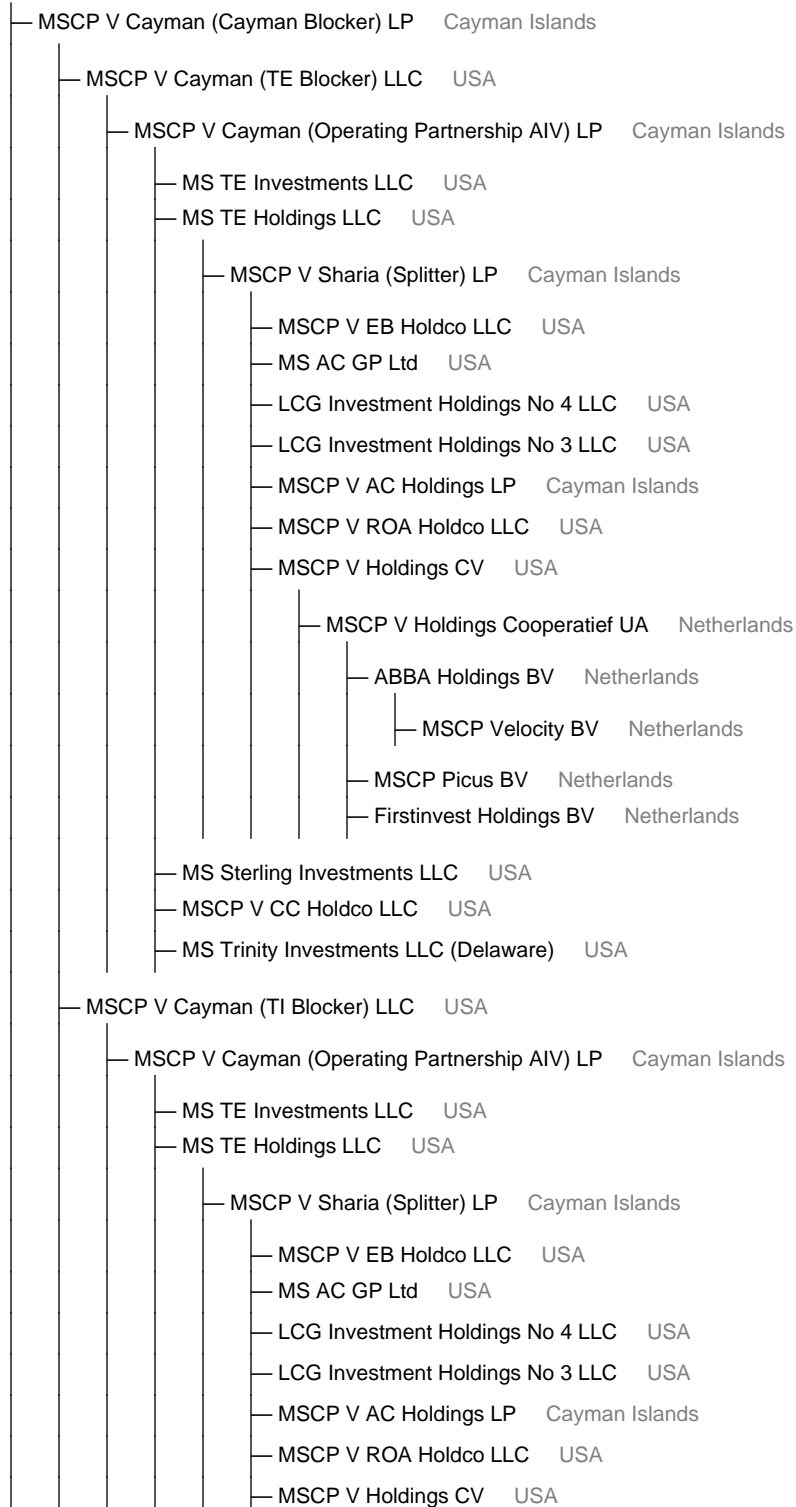 MSCP V Cayman (Cayman Blocker) LP Cayman Islands
MSCP V Cayman (TE Blocker) LLC USA
MSCP V Cayman (Operating Partnership AIV) LP Cayman Islands
MS TE Investments LLC USA
MS TE Holdings LLC USA
MSCP V Sharia (Splitter) LP Cayman Islands
MSCP V EB Holdco LLC USA
MS AC GP Ltd USA
LCG Investment Holdings No 4 LLC USA
LCG Investment Holdings No 3 LLC USA
MSCP V AC Holdings LP Cayman Islands
MSCP V ROA Holdco LLC USA
MSCP V Holdings CV USA
MSCP V Holdings Cooperatief UA Netherlands
ABBA Holdings BV Netherlands
MSCP Velocity BV Netherlands
MSCP Picus BV Netherlands
Firstinvest Holdings BV Netherlands
MS Sterling Investments LLC USA
MSCP V CC Holdco LLC USA
MS Trinity Investments LLC (Delaware) USA
MSCP V Cayman (TI Blocker) LLC USA
MSCP V Cayman (Operating Partnership AIV) LP Cayman Islands
MS TE Investments LLC USA
MS TE Holdings LLC USA
MSCP V Sharia (Splitter) LP Cayman Islands
MSCP V EB Holdco LLC USA
MS AC GP Ltd USA
LCG Investment Holdings No 4 LLC USA
LCG Investment Holdings No 3 LLC USA
MSCP V AC Holdings LP Cayman Islands
MSCP V ROA Holdco LLC USA
MSCP V Holdings CV USA